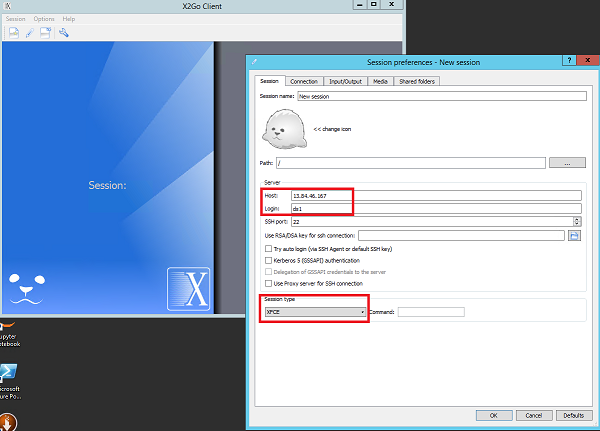 X2Go Client
Session Options Help
Session:
Session preferences - New session
?
Session Connection Input/Output Media Shared folders
Session name: New session
<< change icon
Path: /
...
Server
Host: 13.84.46.167
Login: ds1
SSH port: 22
Use RSA/DSA key for ssh connection:
Try auto login (via SSH Agent or default SSH key)
Kerberos 5 (GSSAPI) authentication
Delegation of GSSAPI credentials to the server
Use Proxy server for SSH connection
Session type
XFCE Command:
OK Cancel Defaults
upyter
otebook
icrosoft
ure Po...